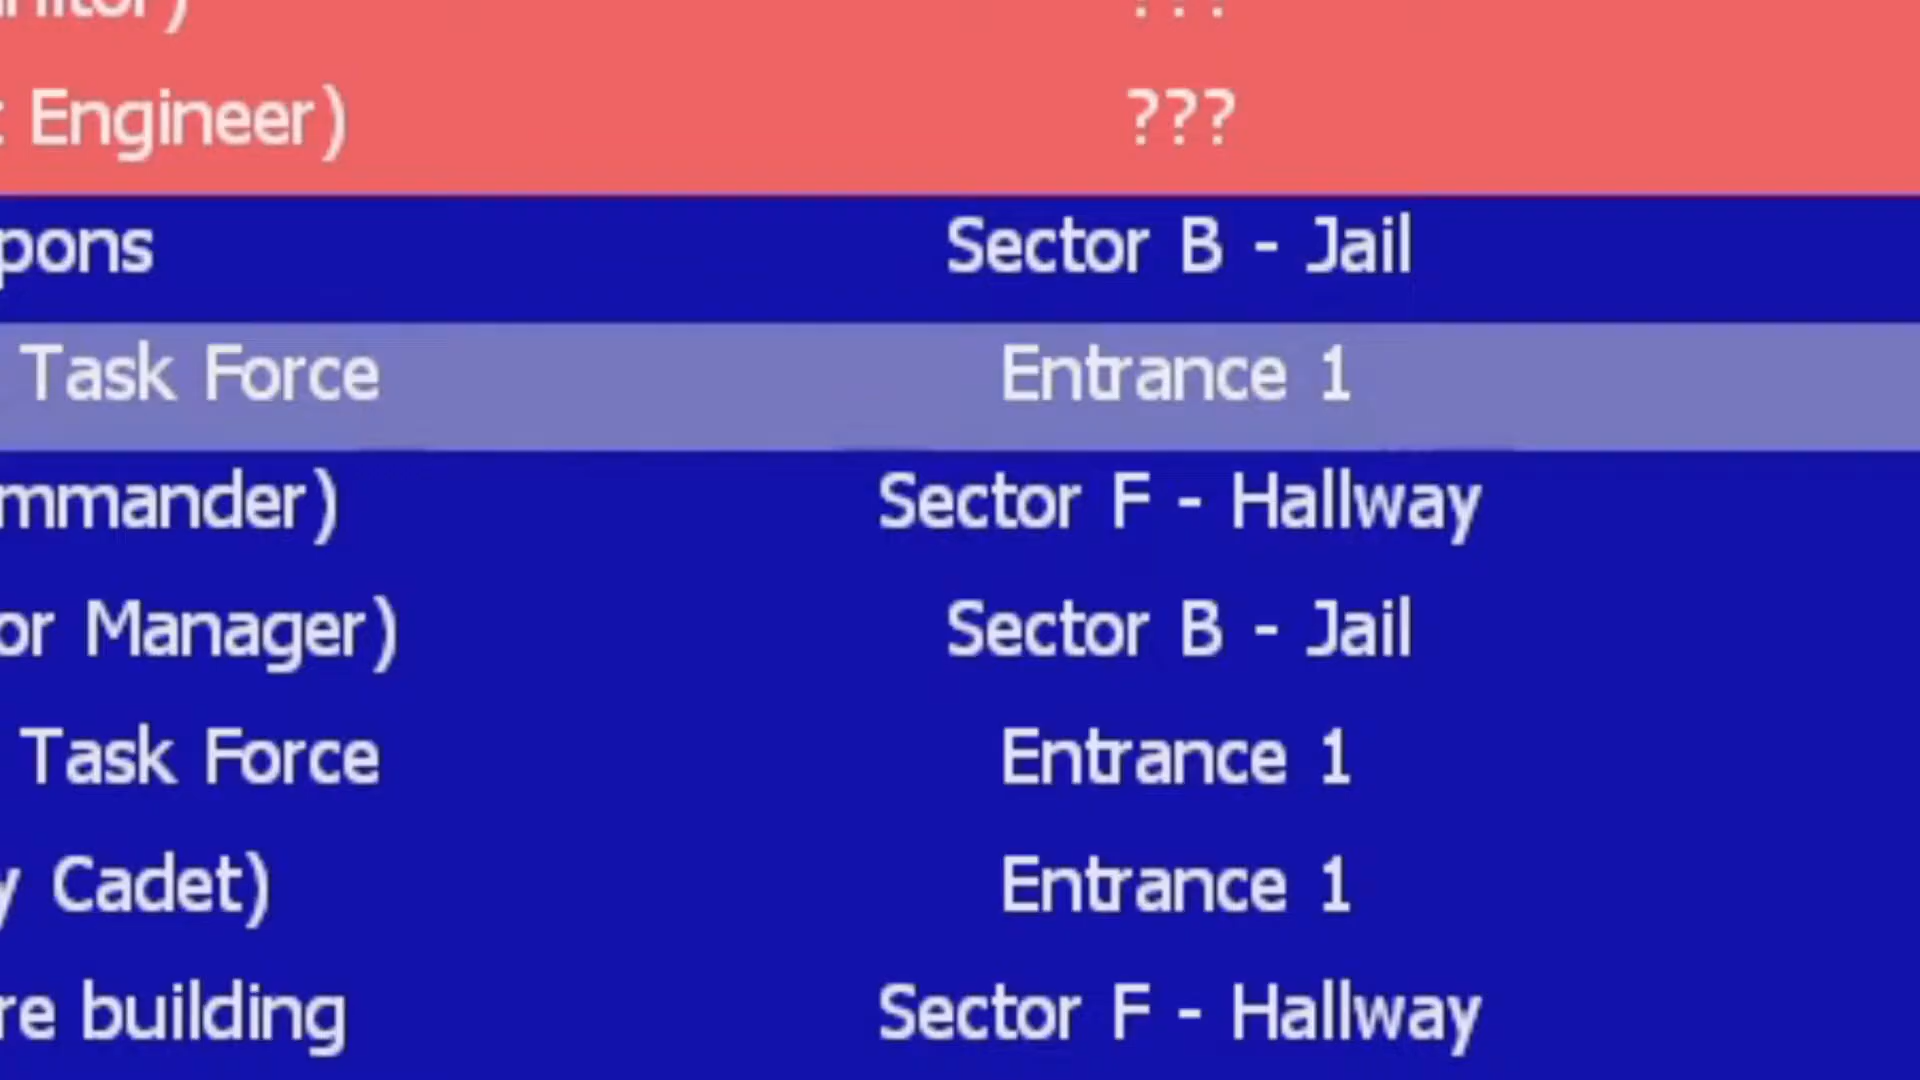 ???
Engineer) ???
pons Sector B - Jail
Task Force Entrance 1
mmander) Sector F - Hallway
or Manager) Sector B - Jail
Task Force Entrance 1
y Cadet) Entrance 1
re building Sector F - Hallway